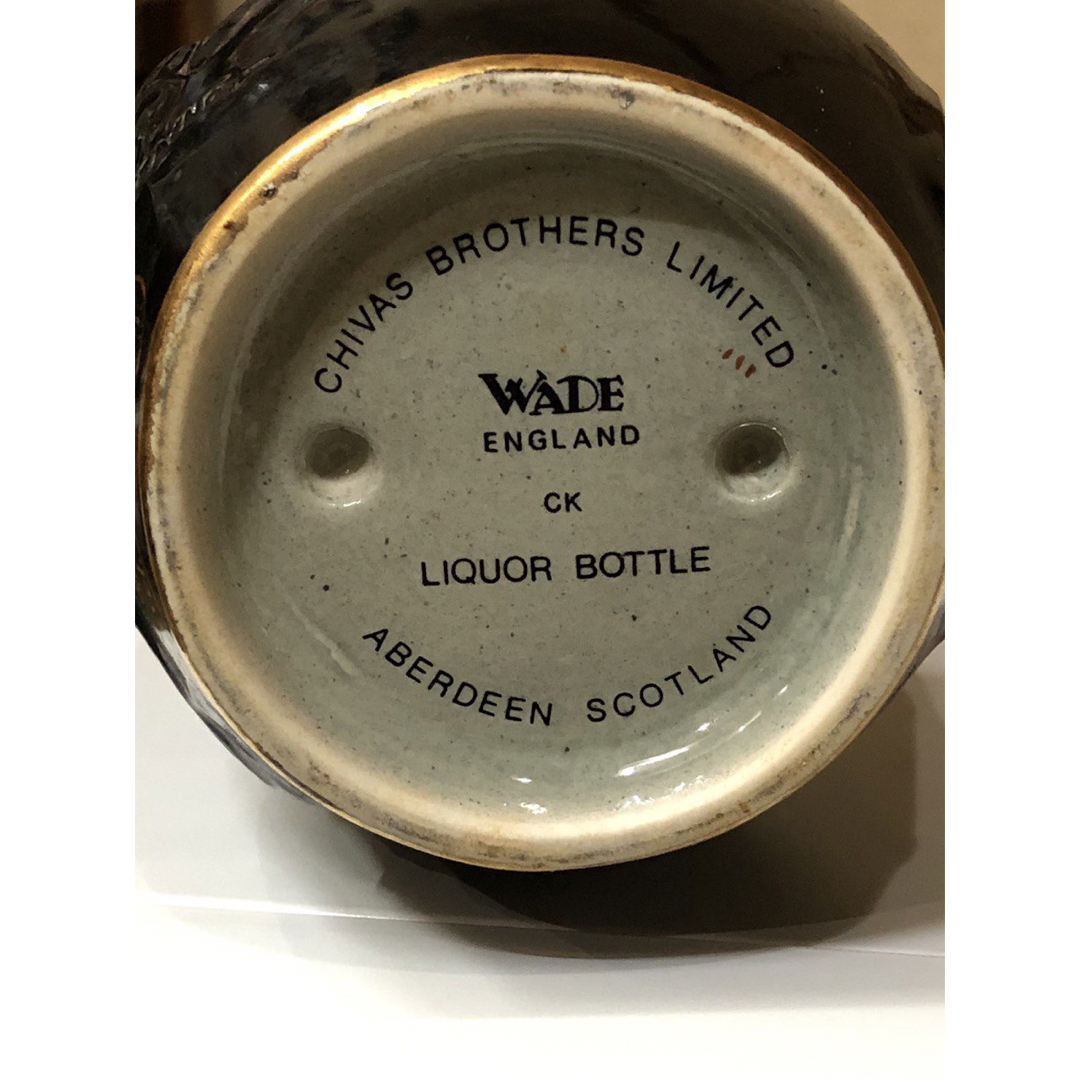 CHIVAS BROTHERS LIMITED
WADE
ENGLAND
CK
LIQUOR BOTTLE
ABERDEEN SCOTLAND